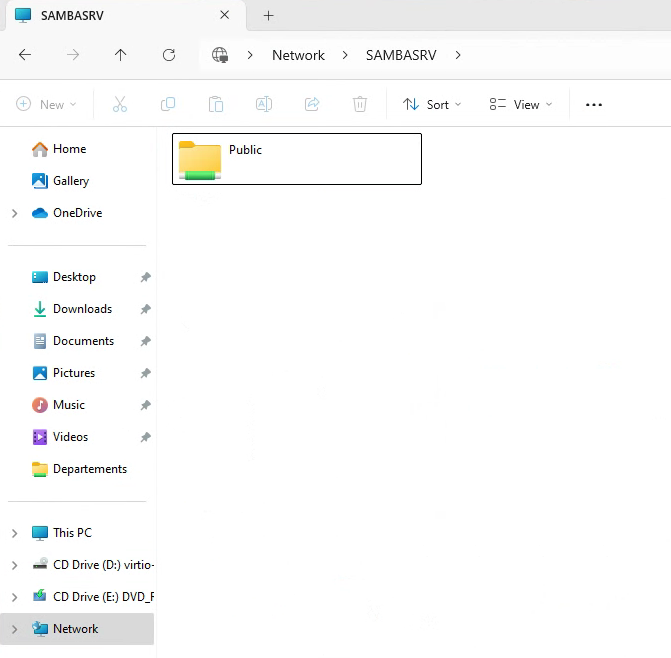 SAMBASRV
Network > SAMBASRV >
New Sort View ...
Home
Gallery
OneDrive
Desktop
Downloads
Documents
Pictures
Music
Videos
Departements
This PC
CD Drive (D:) virtio-
CD Drive (E:) DVD_R
Network
Public